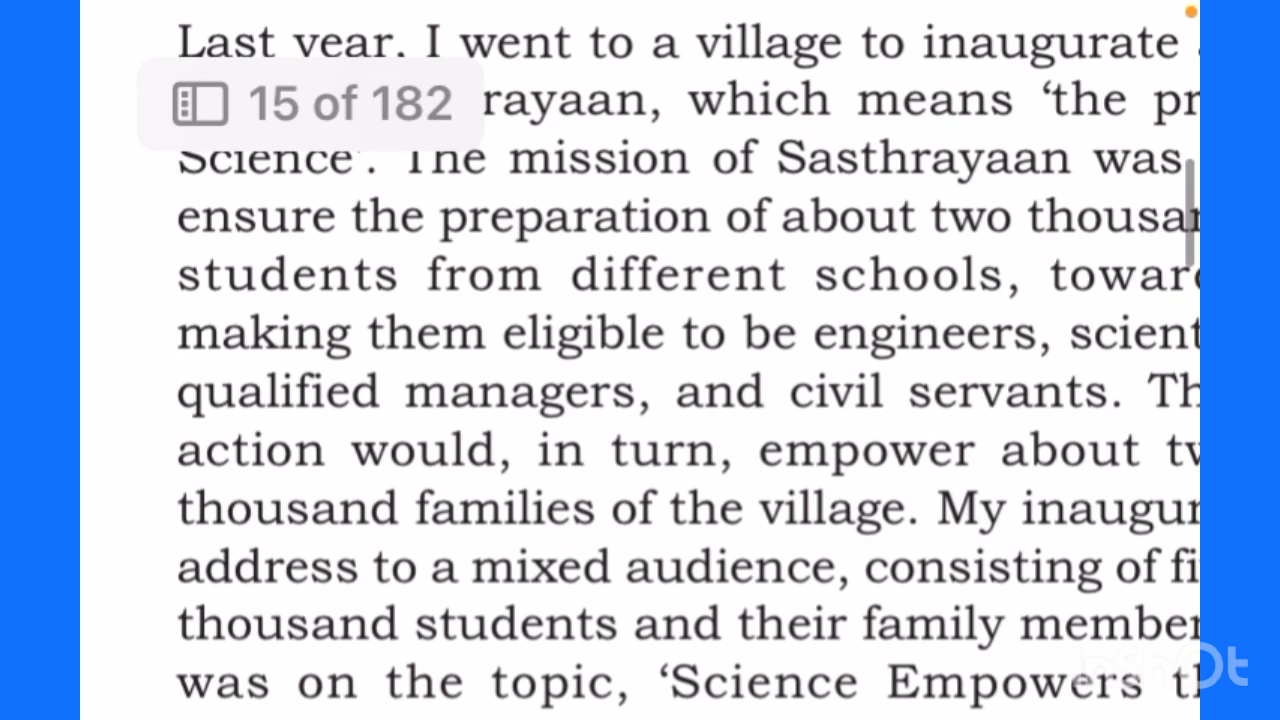 Last year, I went to a village to inaugurate
15 of 182
rayaan, which means ‘the pr
Science’. The mission of Sasthrayaan was
ensure the preparation of about two thousan
students from different schools, toward
making them eligible to be engineers, scient
qualified managers, and civil servants. Th
action would, in turn, empower about tw
thousand families of the village. My inaugur
address to a mixed audience, consisting of fi
thousand students and their family member
was on the topic, ‘Science Empowers th
InShOt